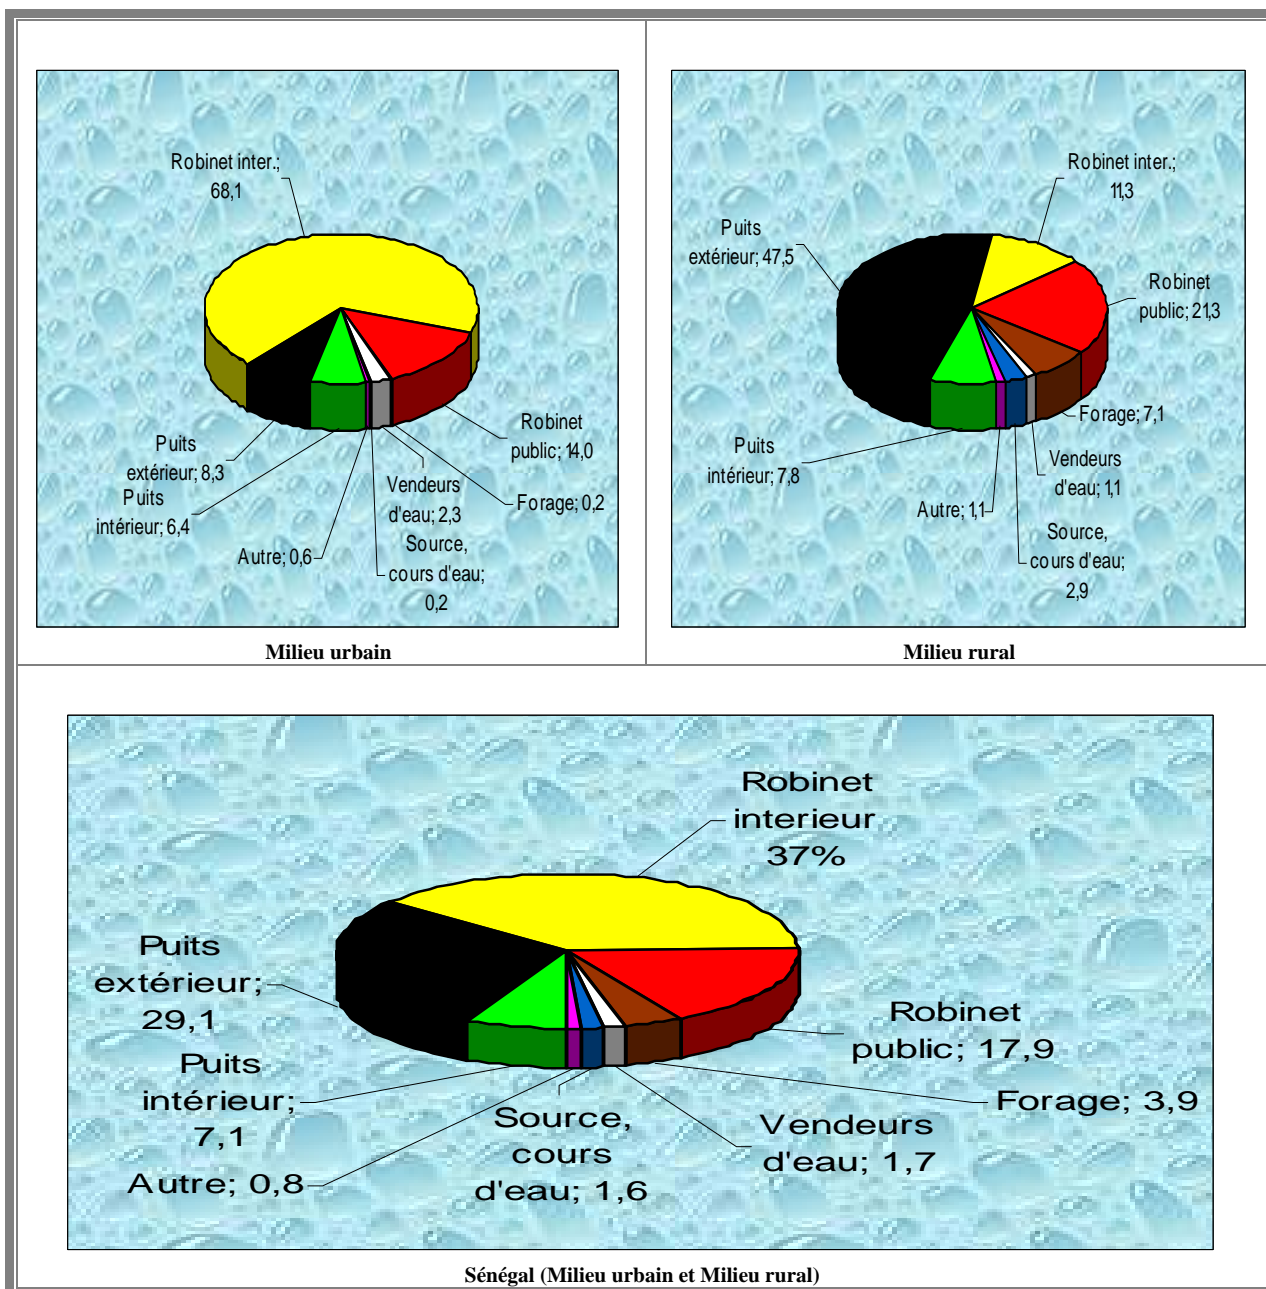 Robinet inter.;
68,1
Robinet
public; 14,0
Forage; 0,2
Vendeurs
d'eau; 2,3
Source,
cours d'eau;
0,2
Autre; 0,6
Puits
intérieur; 6,4
Puits
extérieur; 8,3
Milieu urbain
Robinet inter.;
11,3
Robinet
public; 21,3
Forage; 7,1
Vendeurs
d'eau; 1,1
Source,
cours d'eau;
2,9
Autre; 1,1
Puits
intérieur; 7,8
Puits
extérieur; 47,5
Milieu rural
Robinet
interieur
37%
Robinet
public; 17,9
Forage; 3,9
Vendeurs
d'eau; 1,7
Source,
cours
d'eau; 1,6
Autre; 0,8
Puits
intérieur;
7,1
Puits
extérieur;
29,1
Sénégal (Milieu urbain et Milieu rural)